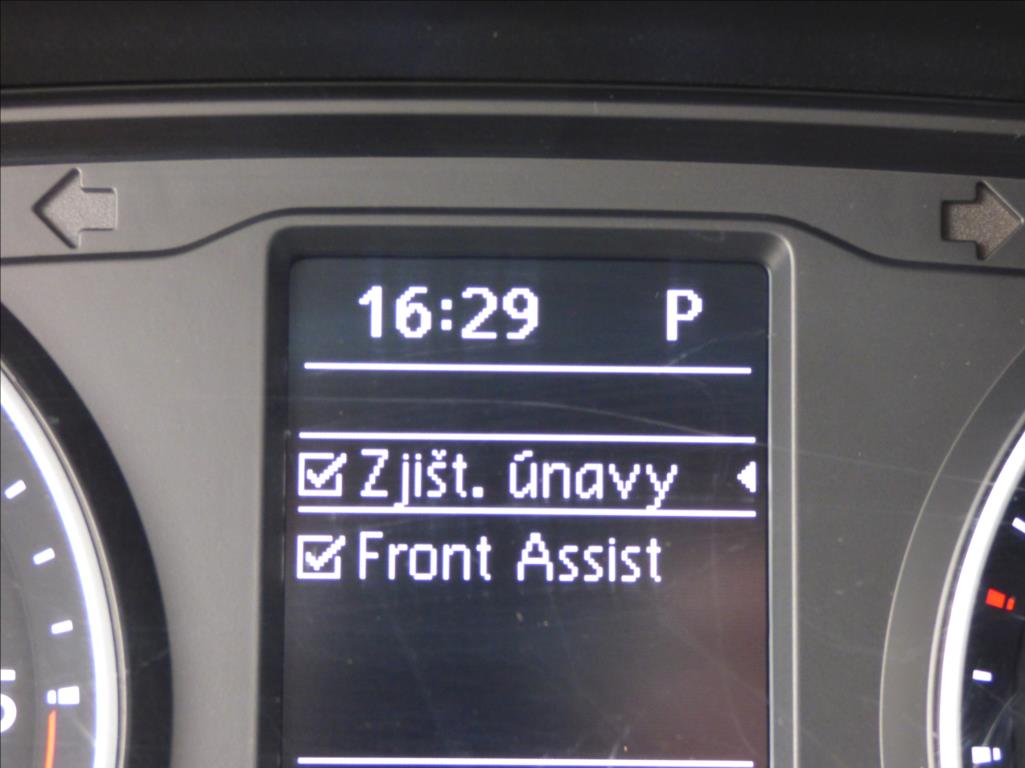 16:29 P
Zjišt. únavy
Front Assist